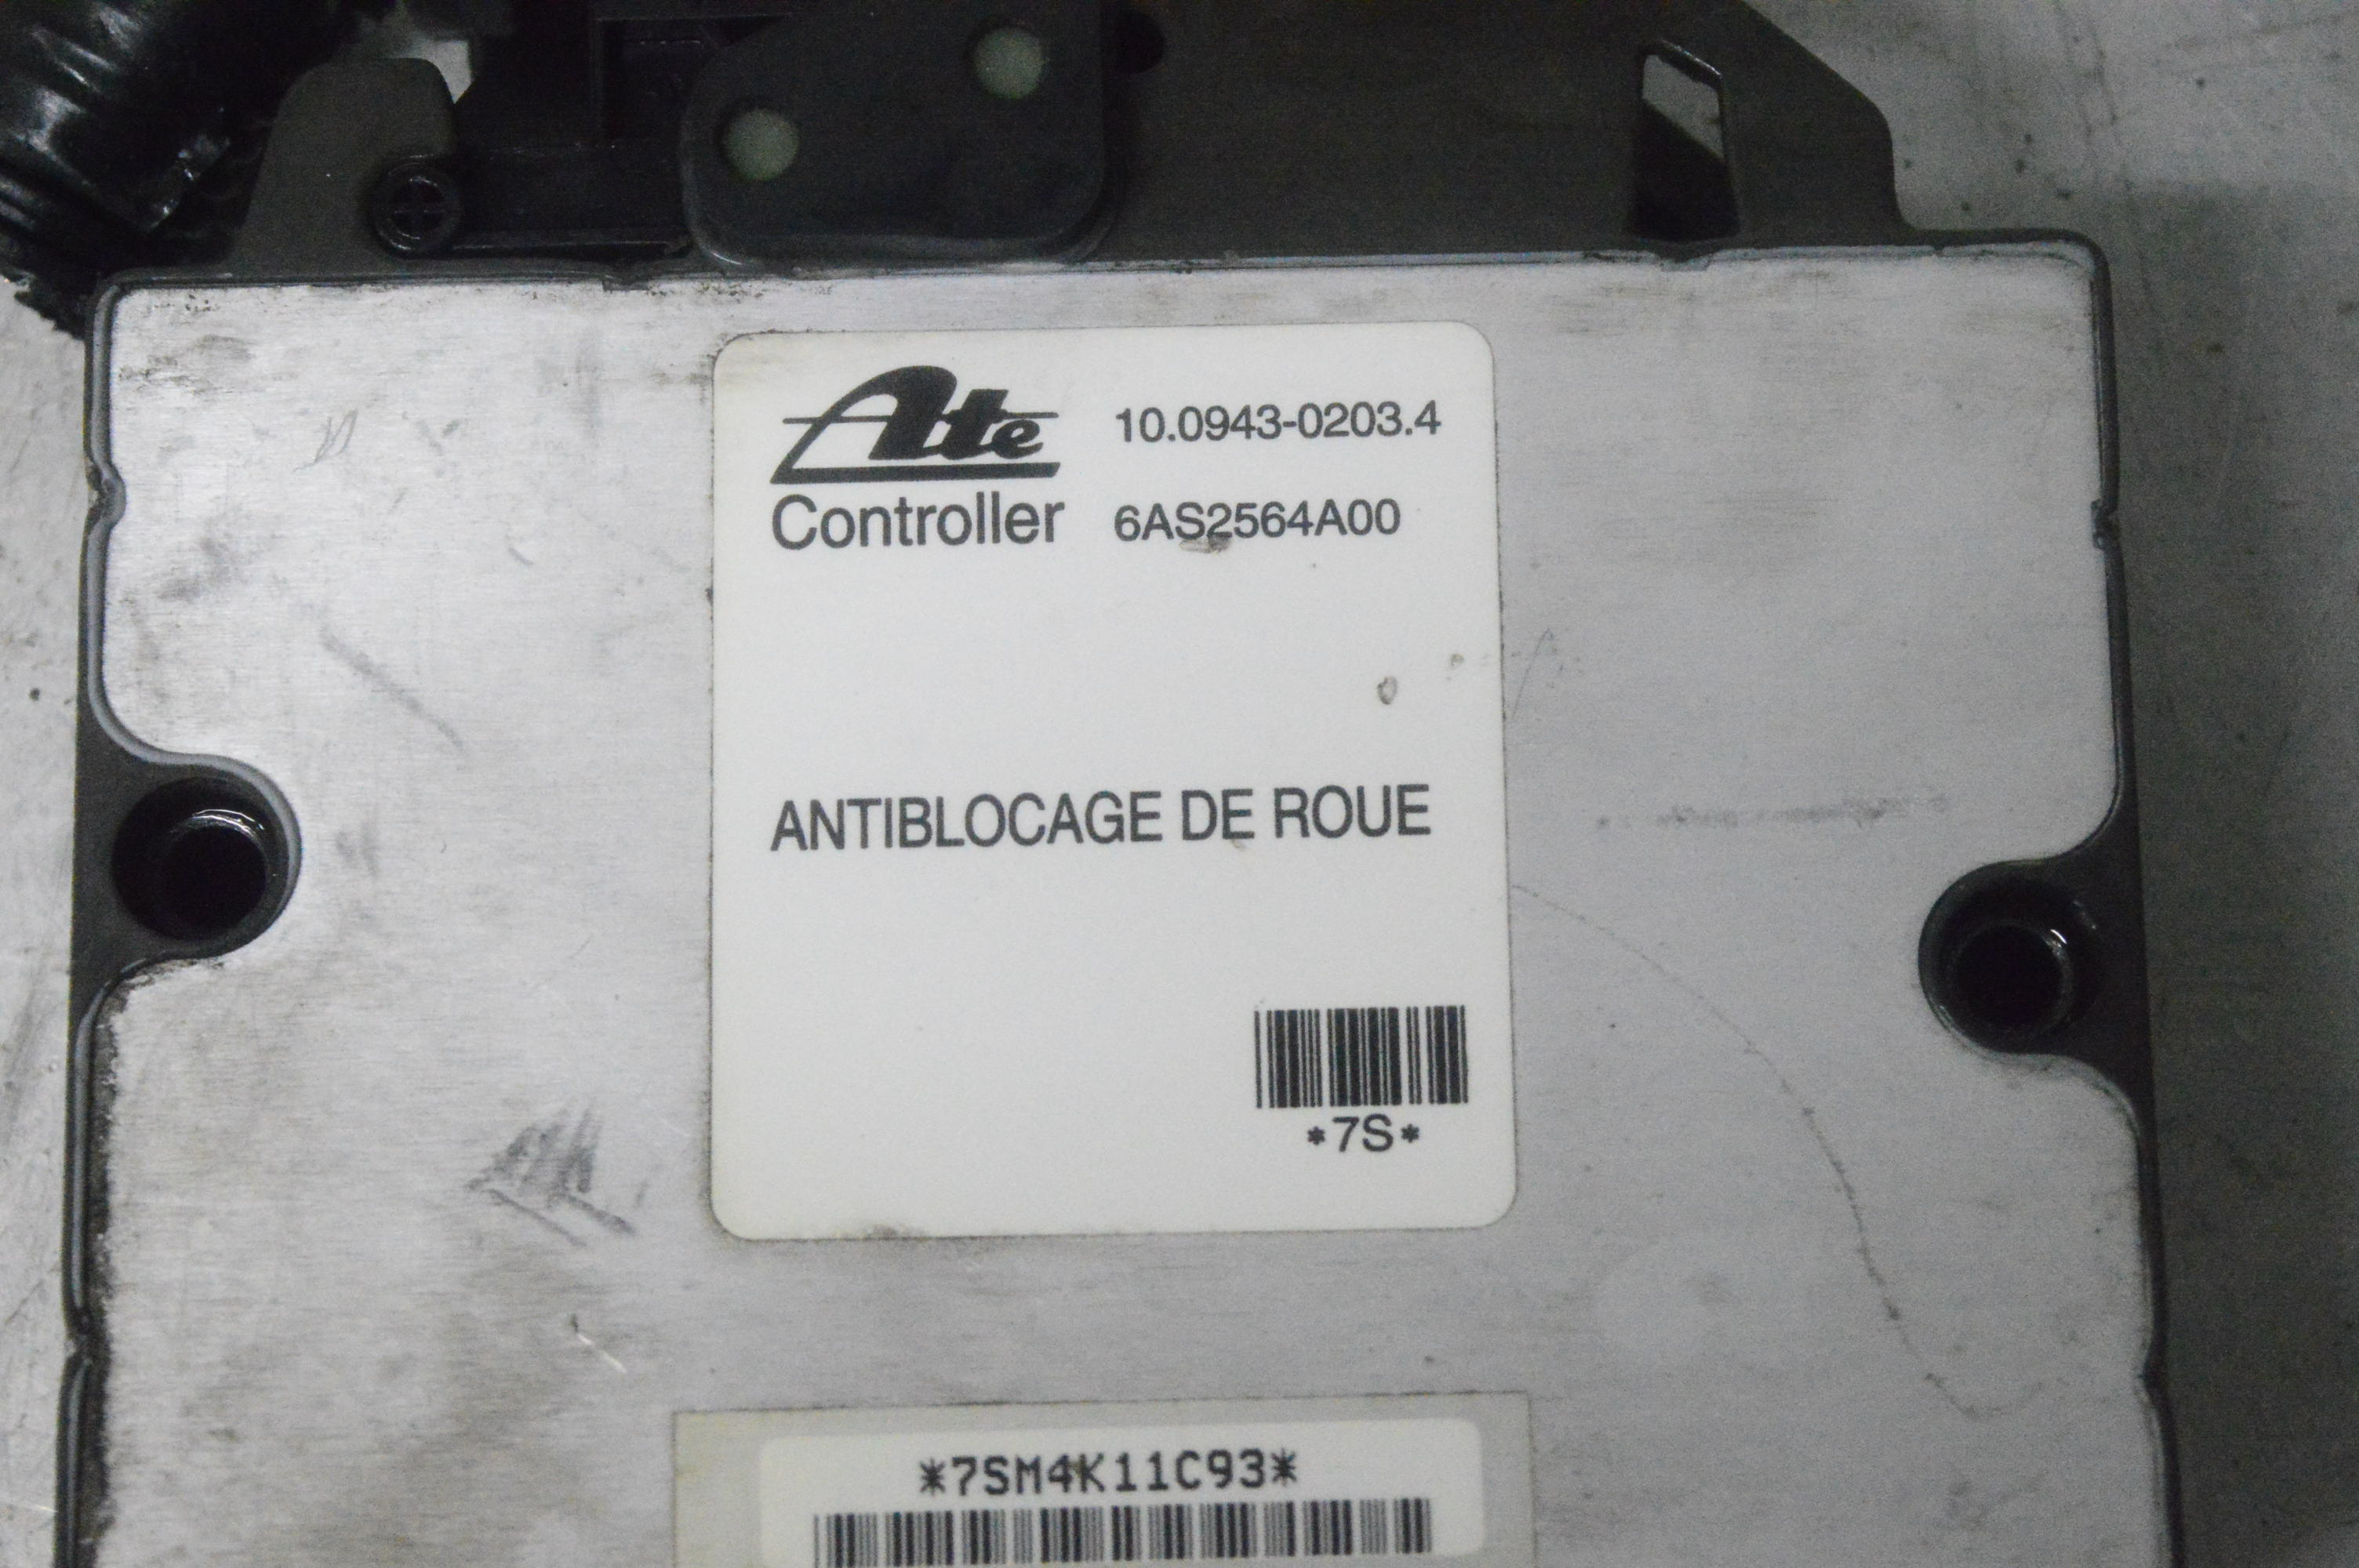 Ate 10.0943-0203.4
Controller 6AS2564A00
ANTIBLOCAGE DE ROUE
*7S*
*7SM4K11C93*